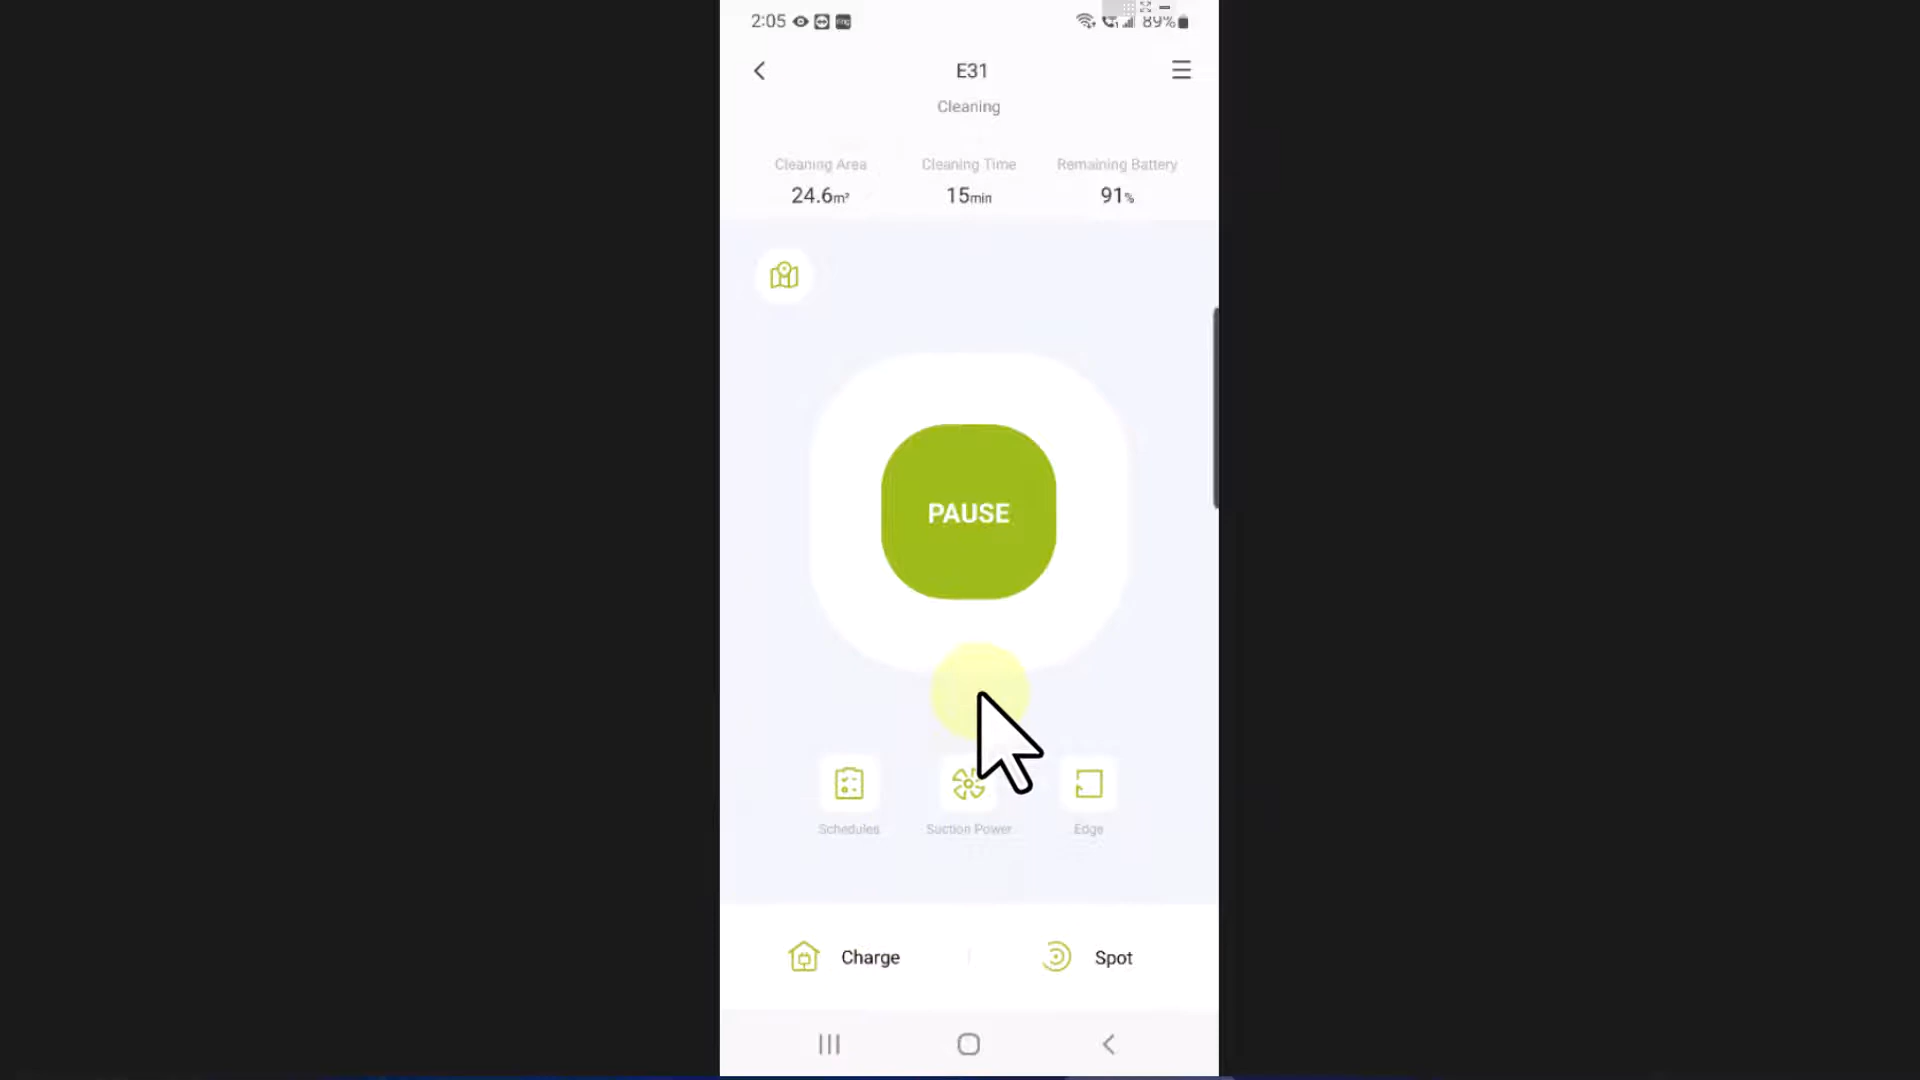 2:05
89%
E31
Cleaning
Cleaning Area Cleaning Time Remaining Battery
24.6m² 15min 91%
PAUSE
Schedules Suction Power Edge
Charge Spot